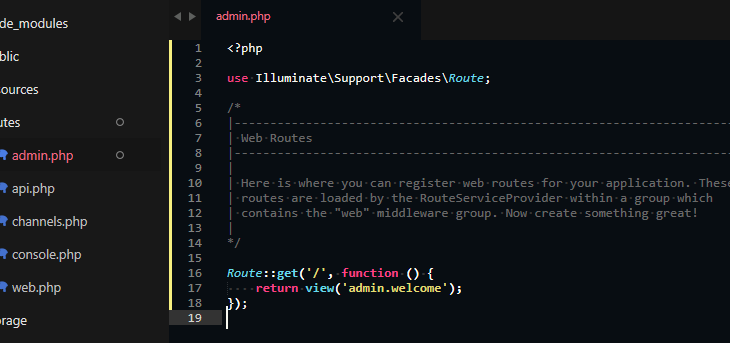 de_modules
blic
ources
utes
admin.php
api.php
channels.php
console.php
web.php
orage
admin.php
1 <?php
2
3 use Illuminate\Support\Facades\Route;
4
5 /*
6 |--------------------------------------------------------------------------
7 | Web Routes
8 |--------------------------------------------------------------------------
9 |
10 | Here is where you can register web routes for your application. These
11 | routes are loaded by the RouteServiceProvider within a group which
12 | contains the "web" middleware group. Now create something great!
13 |
14 */
15
16 Route::get('/', function () {
17     return view('admin.welcome');
18 });
19